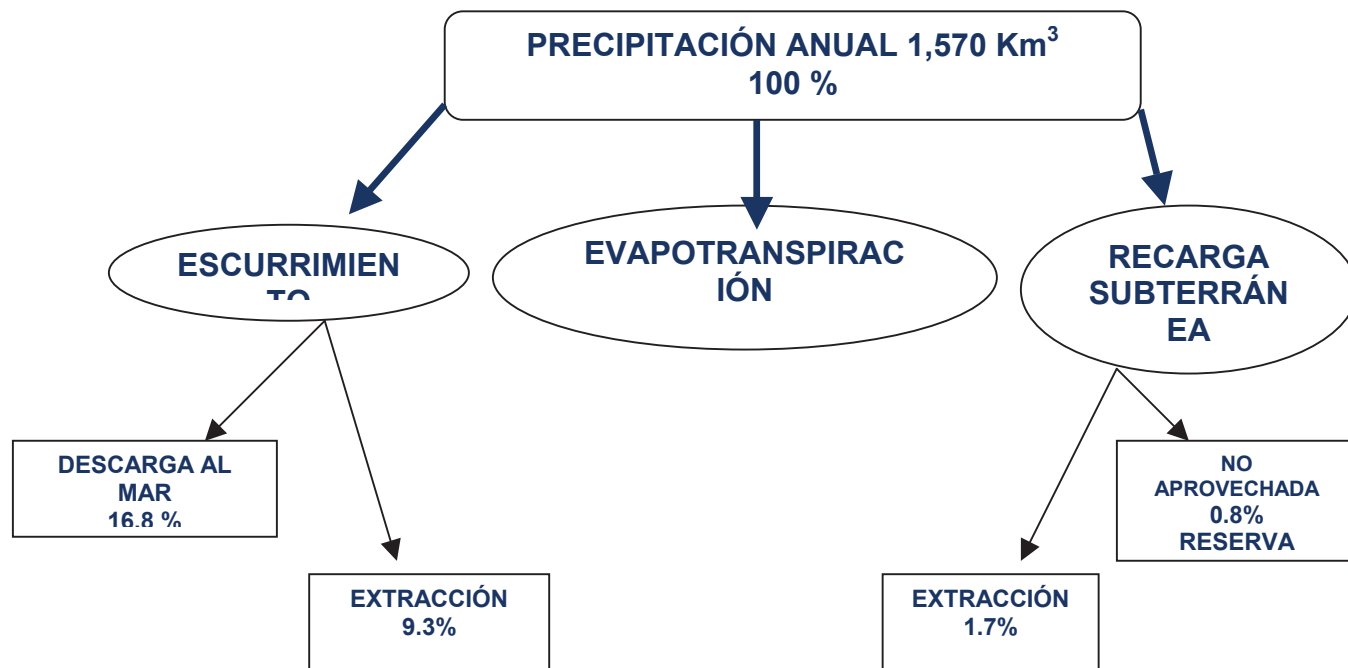 PRECIPITACIÓN ANUAL 1,570 Km³
100 %
ESCURRIMIEN
TO
EVAPOTRANSPIRAC
IÓN
RECARGA
SUBTERRÁN
EA
DESCARGA AL
MAR
16.8 %
NO
APROVECHADA
0.8%
RESERVA
EXTRACCIÓN
9.3%
EXTRACCIÓN
1.7%